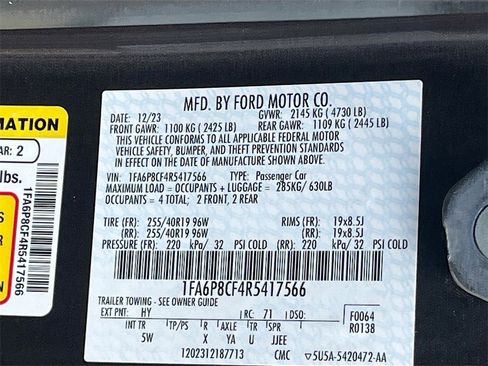 MFD. BY FORD MOTOR CO.
DATE: 12/23 GVWR: 2145 KG ( 4730 LB)
FRONT GAWR: 1100 KG ( 2425 LB) REAR GAWR: 1109 KG ( 2445 LB)
THIS VEHICLE CONFORMS TO ALL APPLICABLE FEDERAL MOTOR
VEHICLE SAFETY, BUMPER, AND THEFT PREVENTION STANDARDS
IN EFFECT ON THE DATE OF MANUFACTURE SHOWN ABOVE.
VIN: 1FA6P8CF4R5417566 TYPE: Passenger Car
MAXIMUM LOAD = OCCUPANTS + LUGGAGE = 285KG/ 630LB
OCCUPANTS = 4 TOTAL; 2 FRONT, 2 REAR
TIRE (FR): 255/40R19 96W RIMS (FR): 19x8.5J
TIRE (RR): 255/40R19 96W (RR): 19x8.5J
PRESSURE (FR): 220 kPa/ 32 PSI COLD (RR): 220 kPa/ 32 PSI COLD
1FA6P8CF4R5417566
TRAILER TOWING - SEE OWNER GUIDE
EXT PNT: HY RC: 71 DSO: F0064
R0138
INT TR TP/PS R AXLE TR SPR
5W X YA U JJEE
1202312187713 CMC 5U5A-5420472-AA
MATION
AR: 2
lbs.
1FA6P8CF4R5417566